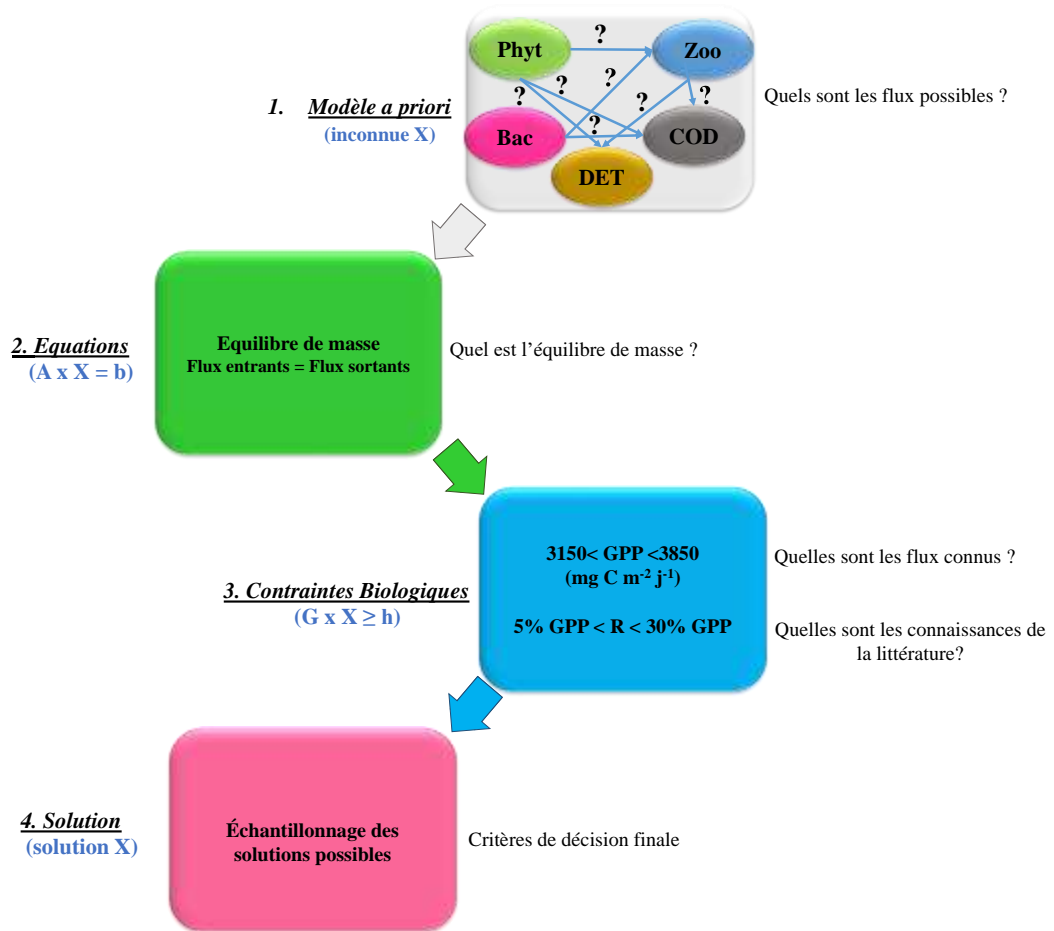 ?
Phyt
Zoo
?
? ? ? ?
?
Quels sont les flux possibles ?
1. Modèle a priori
(inconnue X)
?
Bac
COD
DET
Equilibre de masse
Flux entrants = Flux sortants
2. Equations
(A x X = b)
Quel est l'équilibre de masse ?
3150< GPP <3850
(mg C m⁻² j⁻¹)
Quelles sont les flux connus ?
3. Contraintes Biologiques
(G x X ≥ h)
5% GPP < R < 30% GPP
Quelles sont les connaissances de
la littérature?
4. Solution
(solution X)
Échantillonnage des
solutions possibles
Critères de décision finale